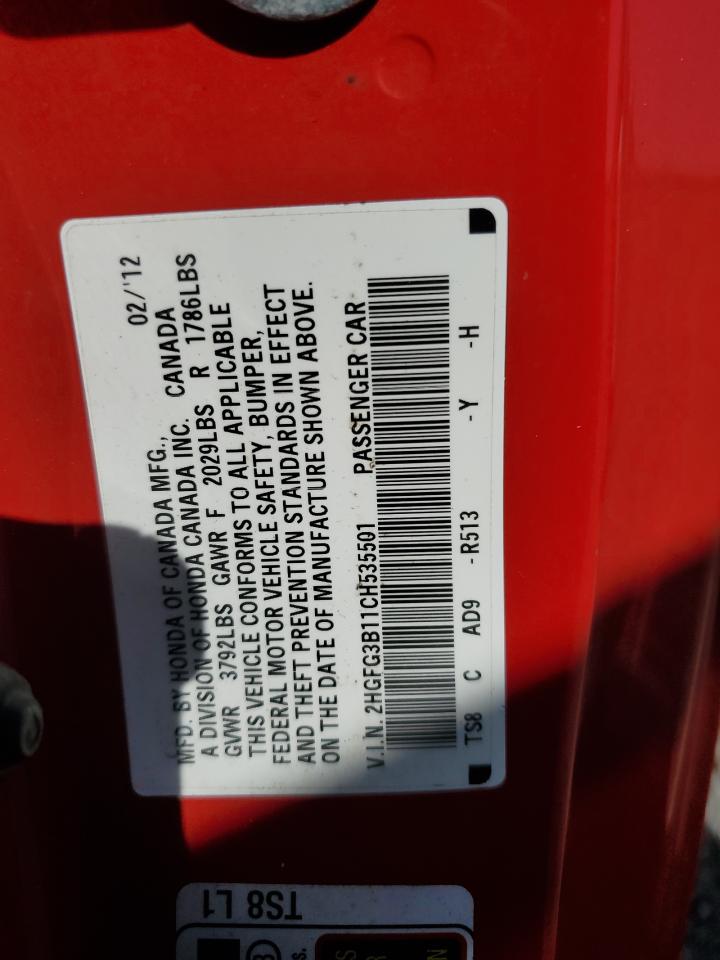 02/'12
MFD. BY HONDA OF CANADA MFG.,
A DIVISION OF HONDA CANADA INC. CANADA
GVWR 3792LBS GAWR F 2029LBS R 1786LBS
THIS VEHICLE CONFORMS TO ALL APPLICABLE
FEDERAL MOTOR VEHICLE SAFETY, BUMPER,
AND THEFT PREVENTION STANDARDS IN EFFECT
ON THE DATE OF MANUFACTURE SHOWN ABOVE.
V.I.N. 2HGFG3B11CH535501 PASSENGER CAR
TS8 C AD9 -R513 -Y -H
TS8 L1